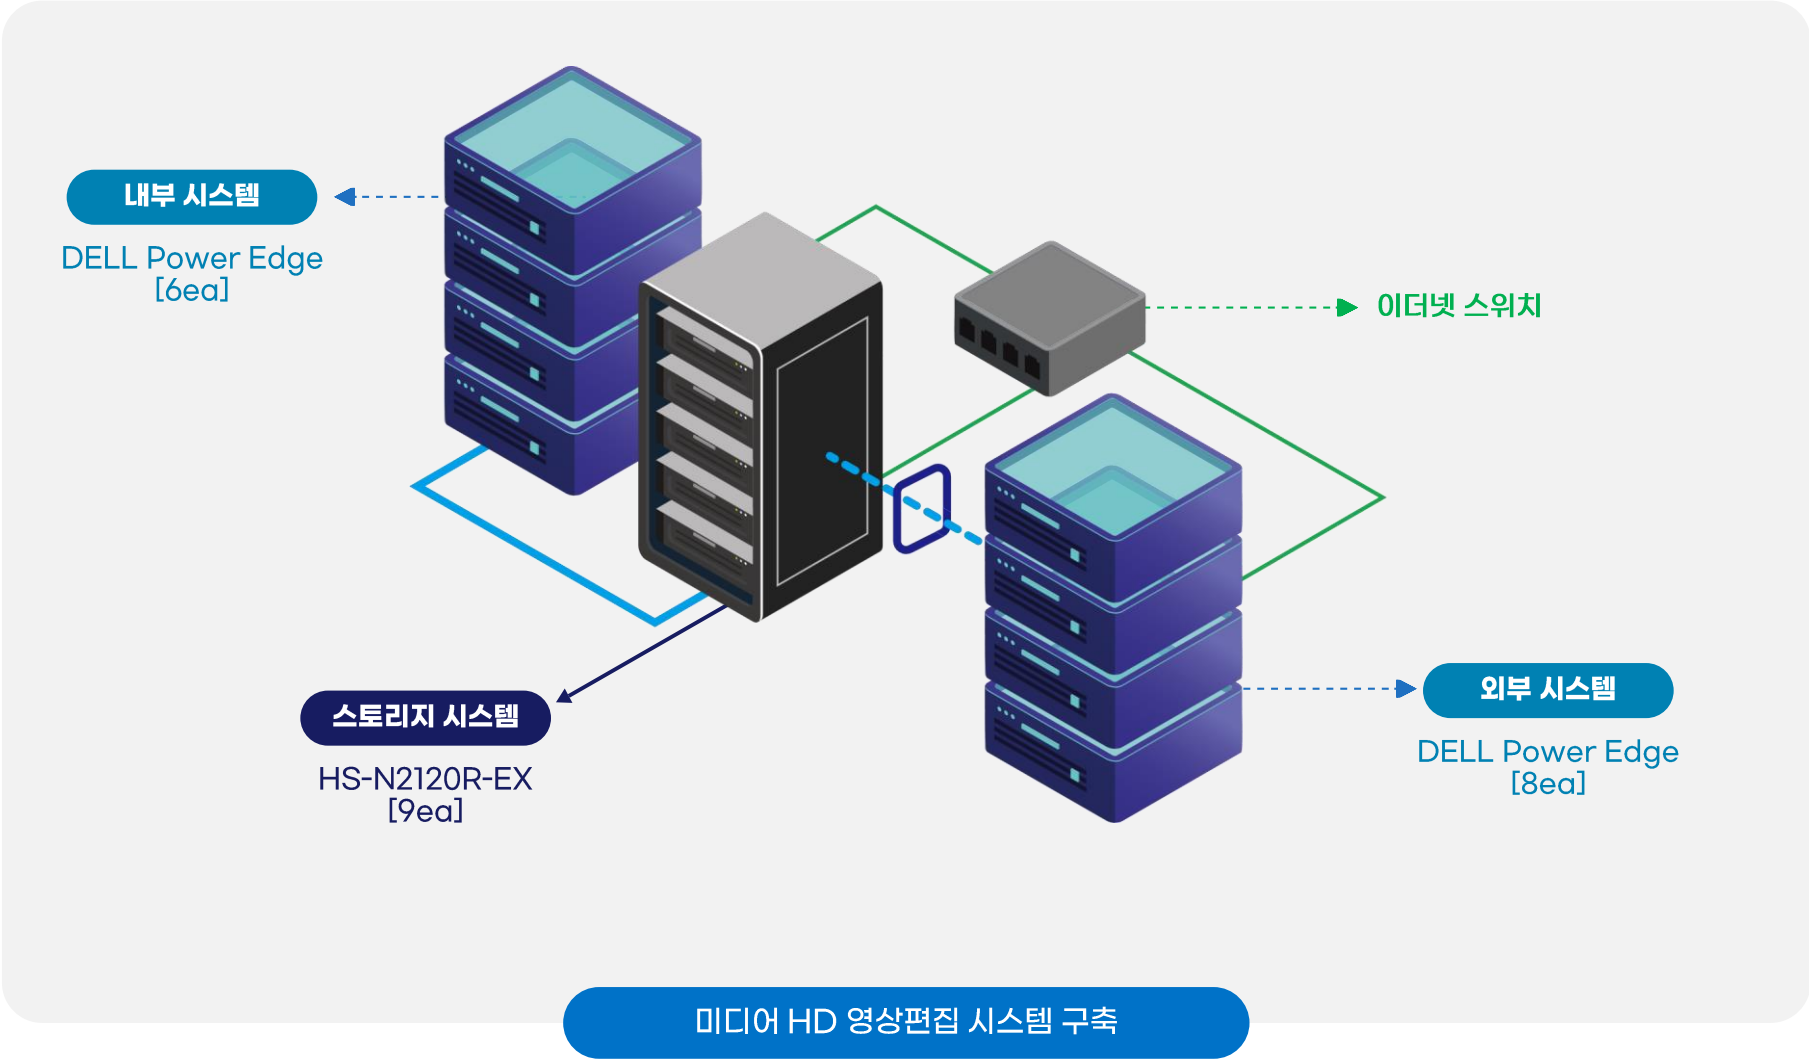 내부 시스템
DELL Power Edge
[6ea]
이더넷 스위치
스토리지 시스템
HS-N2120R-EX
[9ea]
외부 시스템
DELL Power Edge
[8ea]
미디어 HD 영상편집 시스템 구축